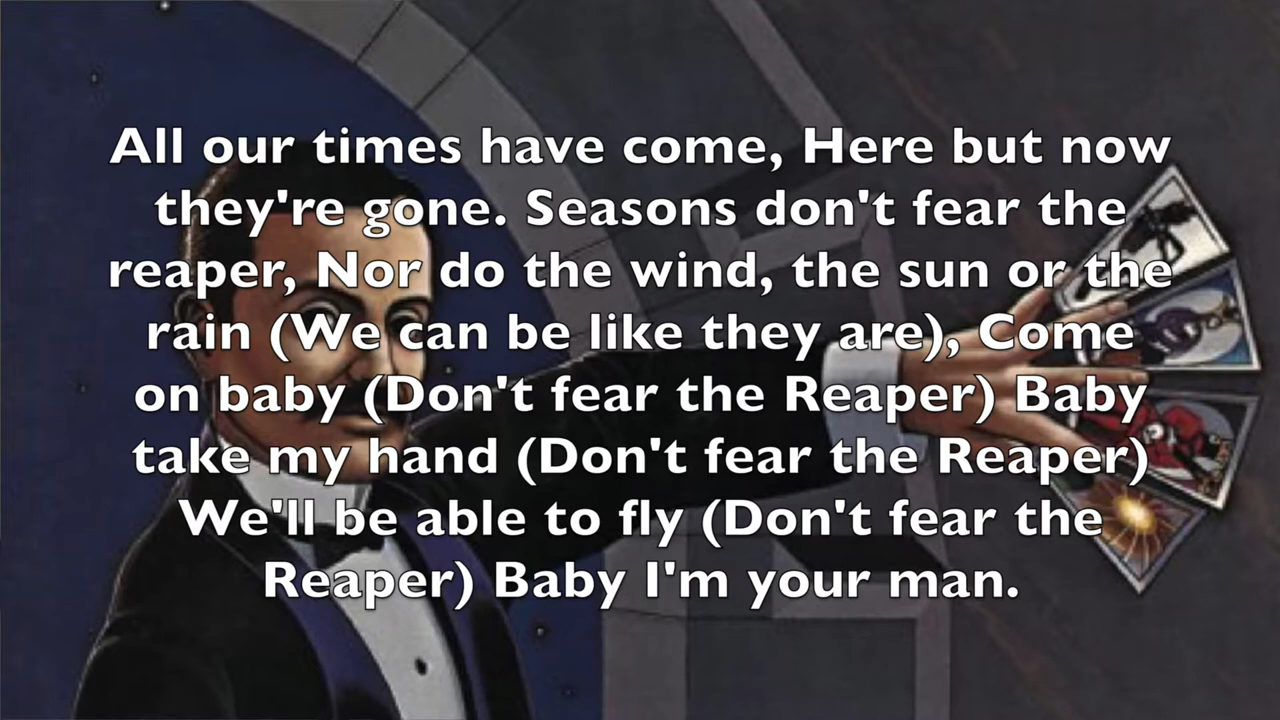 All our times have come, Here but now
they're gone. Seasons don't fear the
reaper, Nor do the wind, the sun or the
rain (We can be like they are), Come
on baby (Don't fear the Reaper) Baby
take my hand (Don't fear the Reaper)
We'll be able to fly (Don't fear the
Reaper) Baby I'm your man.